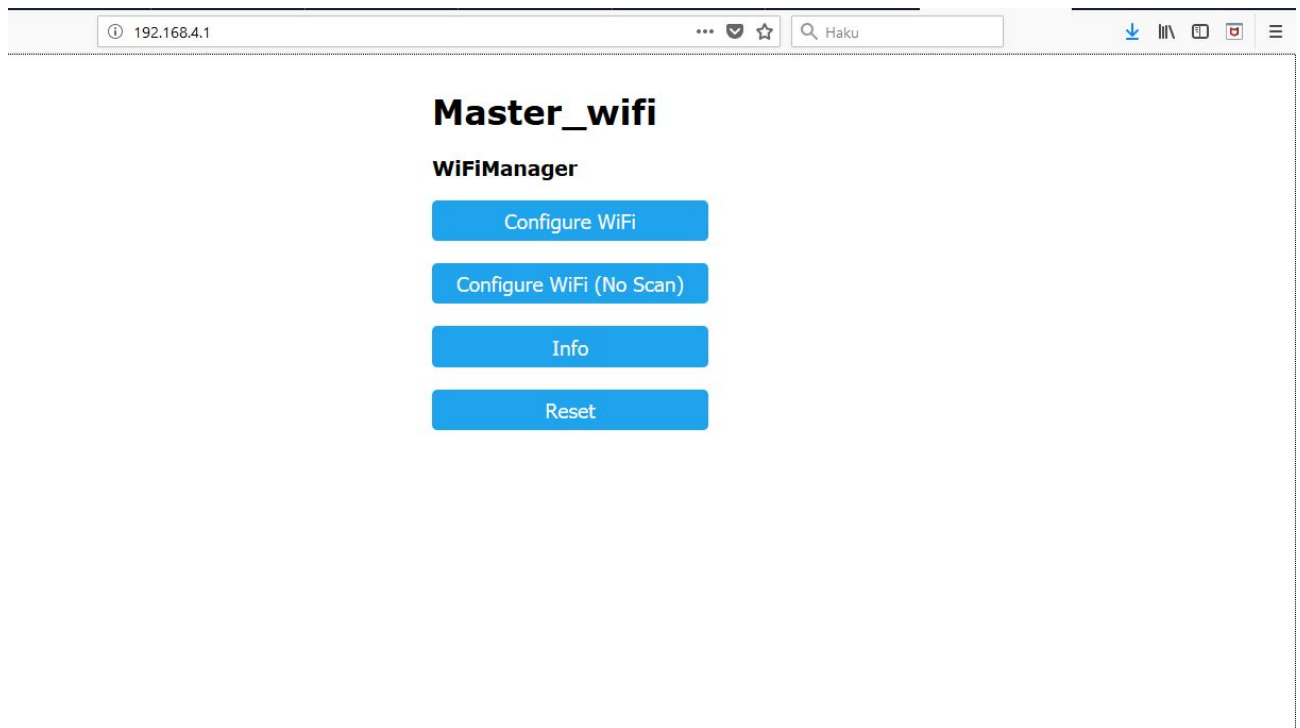 192.168.4.1
Haku
Master_wifi
WiFiManager
Configure WiFi
Configure WiFi (No Scan)
Info
Reset